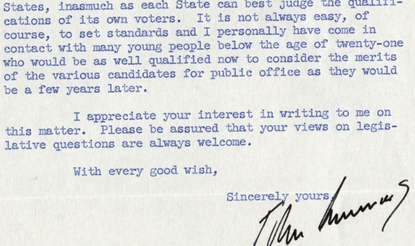 States, inasmuch as each State can best judge the qualifi-
cations of its own voters. It is not always easy, of
course, to set standards and I personally have come in
contact with many young people below the age of twenty-one
who would be as well qualified now to consider the merits
of the various candidates for public office as they would
be a few years later.
I appreciate your interest in writing to me on
this matter. Please be assured that your views on legis-
lative questions are always welcome.
With every good wish,
Sincerely yours,
John